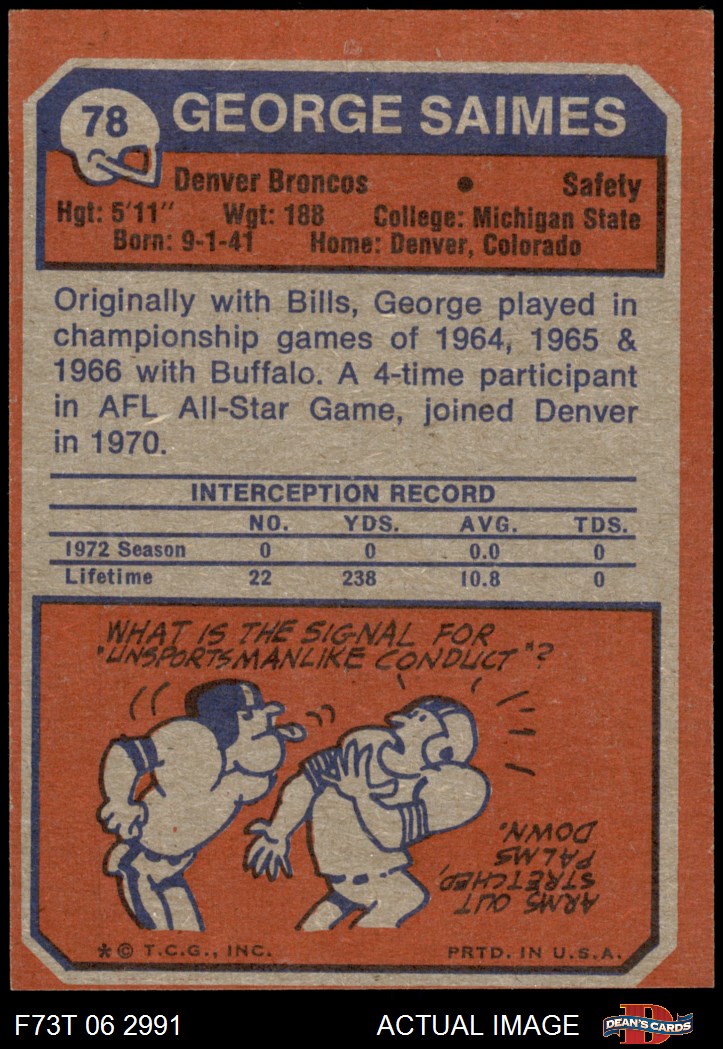 78
GEORGE SAIMES
Denver Broncos • Safety
Hgt: 5'11" Wgt: 188 College: Michigan State
Born: 9-1-41 Home: Denver, Colorado
Originally with Bills, George played in
championship games of 1964, 1965 &
1966 with Buffalo. A 4-time participant
in AFL All-Star Game, joined Denver
in 1970.
INTERCEPTION RECORD
NO. YDS. AVG. TDS.
1972 Season 0 0 0.0 0
Lifetime 22 238 10.8 0
WHAT IS THE SIGNAL FOR
"UNSPORTSMANLIKE CONDUCT"?
ARMS OUT
STRETCHED,
PALMS
DOWN.
* © T.C.G., INC. PRTD. IN U.S.A.
F73T 06 2991 ACTUAL IMAGE D DEAN'S CARDS